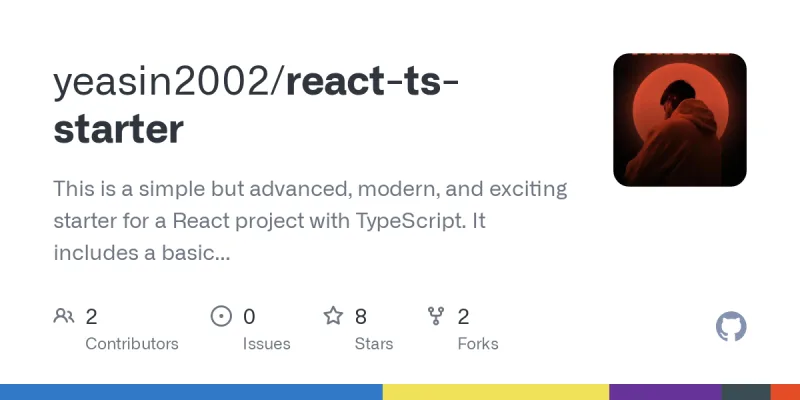 yeasin2002/react-ts-
starter
This is a simple but advanced, modern, and exciting
starter for a React project with TypeScript. It
includes a basic...
2
Contributors
0
Issues
8
Stars
2
Forks